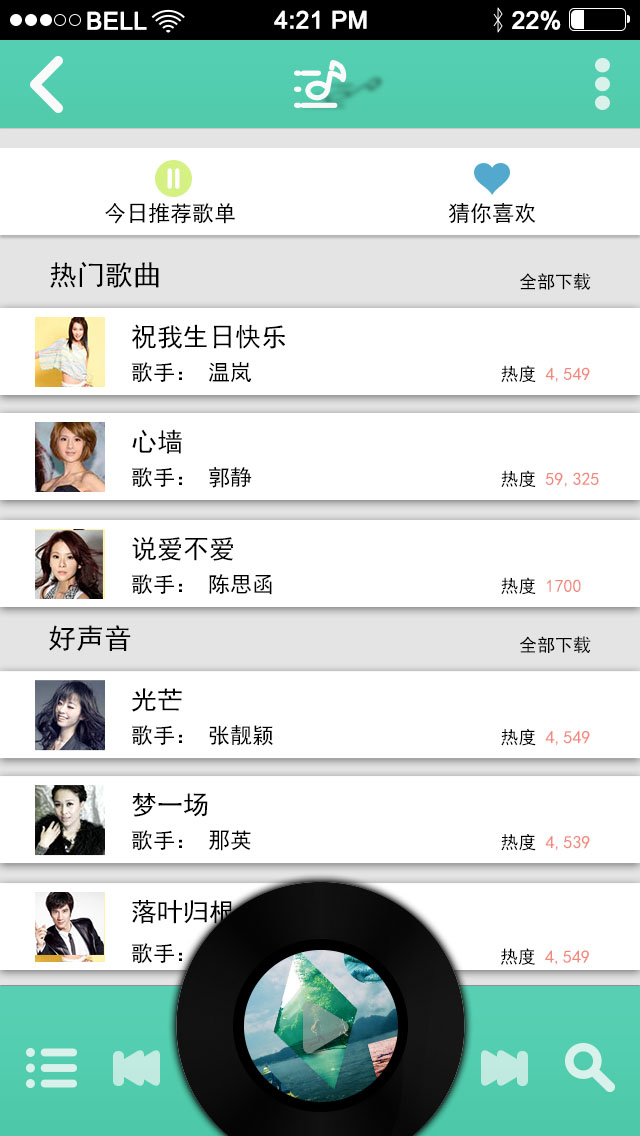 BELL 4:21 PM 22%
今日推荐歌单 猜你喜欢
热门歌曲 全部下载
祝我生日快乐
歌手： 温岚 热度 4,549
心墙
歌手： 郭静 热度 59,325
说爱不爱
歌手： 陈思函 热度 1700
好声音 全部下载
光芒
歌手： 张靓颖 热度 4,549
梦一场
歌手： 那英 热度 4,539
落叶归根
歌手： 热度 4,549